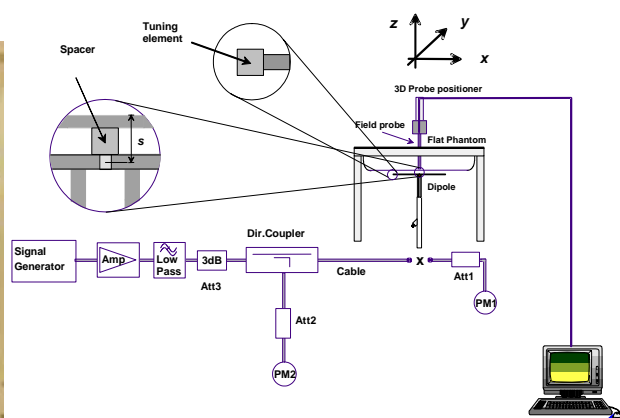 Tuning
element
Spacer
z
y
x
s
3D Probe positioner
Field probe
Flat Phantom
Dipole
Dir.Coupler
Signal
Generator
Amp
Low
Pass
3dB
Att3
Cable
x
Att1
PM1
Att2
PM2